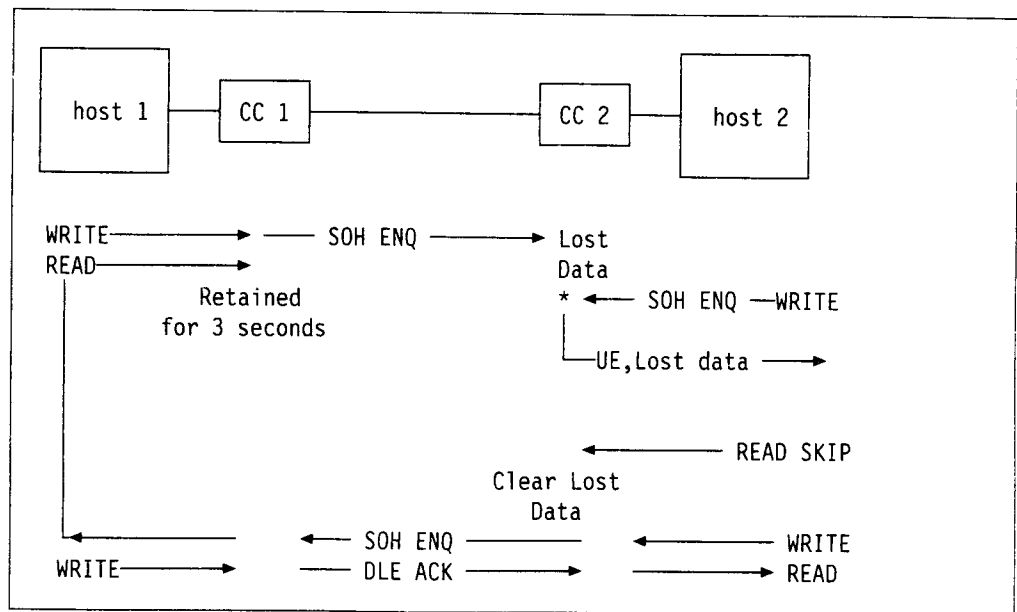 host 1 CC 1 CC 2 host 2
WRITE SOH ENQ Lost
READ Data
Retained * SOH ENQ WRITE
for 3 seconds
UE,Lost data
READ SKIP
Clear Lost
Data
SOH ENQ WRITE
WRITE DLE ACK READ